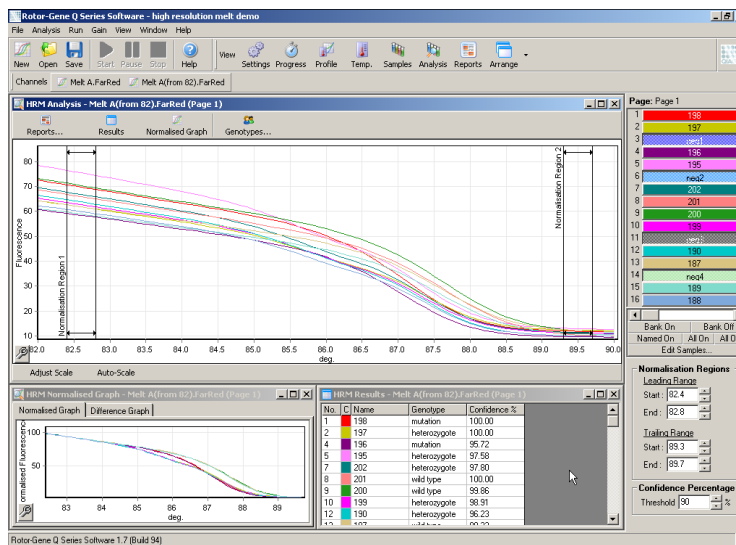 Rotor-Gene Q Series Software - high resolution melt demo
File Analysis Run Gain View Window Help
New Open Save Start Pause Stop Help View Settings Progress Profile Temp. Samples Analysis Reports Arrange
Channels Melt A.FarRed Melt A(from 82).FarRed
HRM Analysis - Melt A(from 82).FarRed (Page 1)
Reports... Results Normalised Graph Genotypes...
Fluorescence
80
70
60
50
40
30
20
10
Normalisation Region 1
Normalisation Region 2
82.0 82.5 83.0 83.5 84.0 84.5 85.0 85.5 86.0 86.5 87.0 87.5 88.0 88.5 89.0 89.5 90.0
deg.
Adjust Scale Auto-Scale
HRM Normalised Graph - Melt A(from 82).FarRed (Page 1)
Normalised Graph Difference Graph
100
50
83 84 85 86 87 88 89
deg.
HRM Results - Melt A(from 82).FarRed (Page 1)
No. C Name Genotype Confidence %
1 198 mutation 100.00
2 197 heterozygote 100.00
4 196 mutation 95.72
5 195 heterozygote 97.58
7 202 heterozygote 97.80
8 201 wild type 100.00
9 200 wild type 99.86
10 199 heterozygote 98.91
12 190 heterozygote 96.23
Page: Page 1
1 198
2 197
3 neg1
4 196
5 195
6 neg2
7 202
8 201
9 200
10 199
11
12 190
13 187
14 neg4
15 189
16 188
Bank On Bank Off
Named On All On All O
Edit Samples...
Normalisation Regions
Leading Range
Start : 82.4
End : 82.8
Trailing Range
Start : 89.3
End : 89.7
Confidence Percentage
Threshold 90 %
Rotor-Gene Q Series Software 1.7 (Build 94)